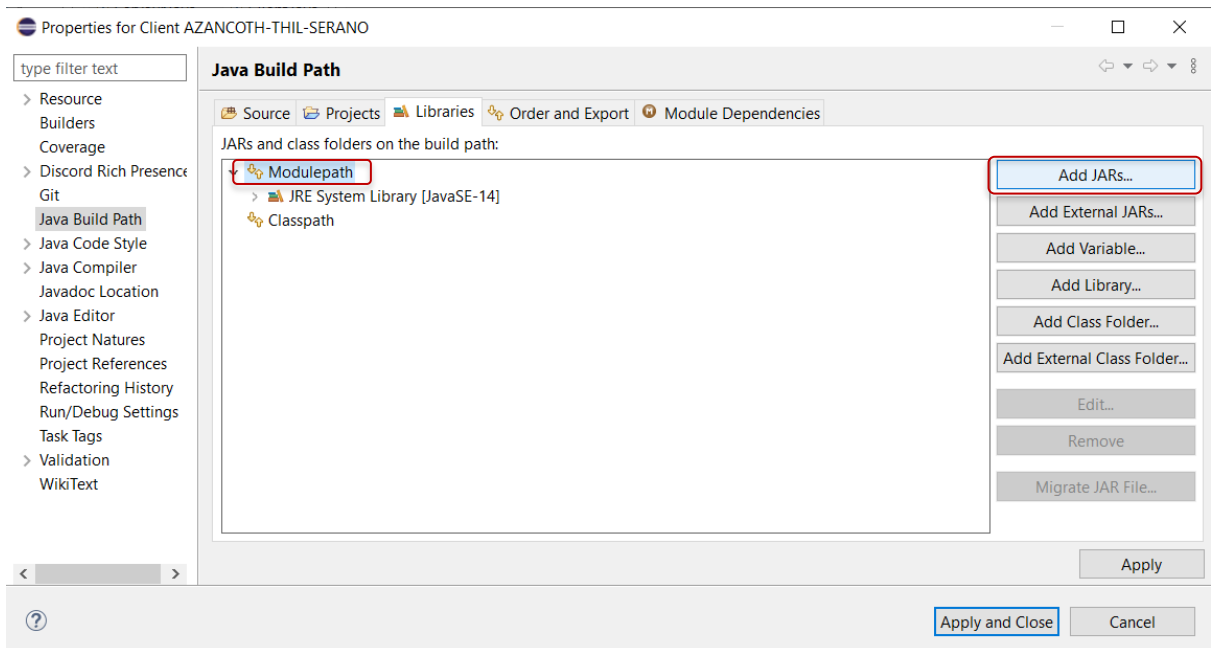 Properties for Client AZANCOTH-THIL-SERANO
type filter text
Resource
Builders
Coverage
Discord Rich Presence
Git
Java Build Path
Java Code Style
Java Compiler
Javadoc Location
Java Editor
Project Natures
Project References
Refactoring History
Run/Debug Settings
Task Tags
Validation
WikiText
Java Build Path
Source Projects Libraries Order and Export Module Dependencies
JARs and class folders on the build path:
Modulepath
JRE System Library [JavaSE-14]
Classpath
Add JARs...
Add External JARs...
Add Variable...
Add Library...
Add Class Folder...
Add External Class Folder...
Edit...
Remove
Migrate JAR File...
Apply
Apply and Close Cancel